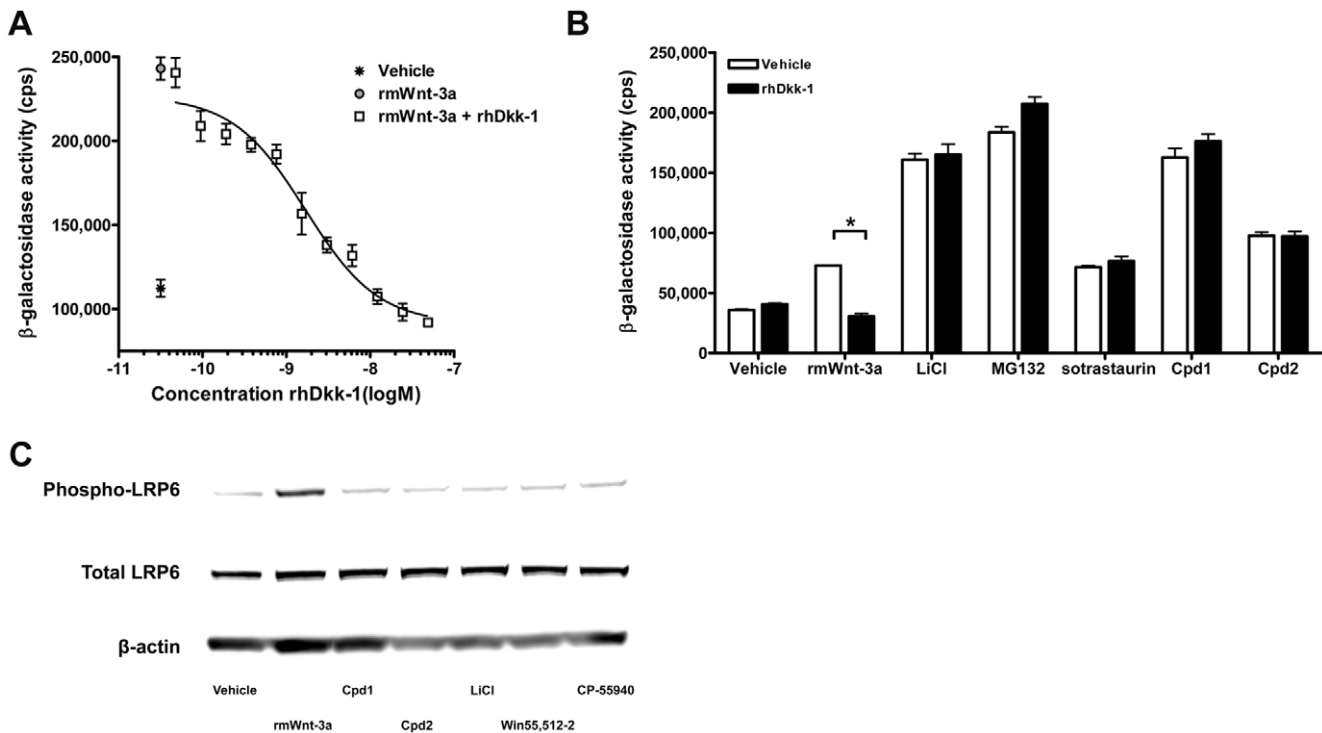 A
β-galactosidase activity (cps)
250,000
200,000
150,000
100,000
-11
-10
-9
-8
-7
Concentration rhDkk-1(logM)
Vehicle
rmWnt-3a
rmWnt-3a + rhDkk-1
B
β-galactosidase activity (cps)
250,000
200,000
150,000
100,000
50,000
0
Vehicle
rhDkk-1
*
Vehicle
rmWnt-3a
LiCl
MG132
sotrastaurin
Cpd1
Cpd2
C
Phospho-LRP6
Total LRP6
β-actin
Vehicle
Cpd1
LiCl
CP-55940
rmWnt-3a
Cpd2
Win55,512-2